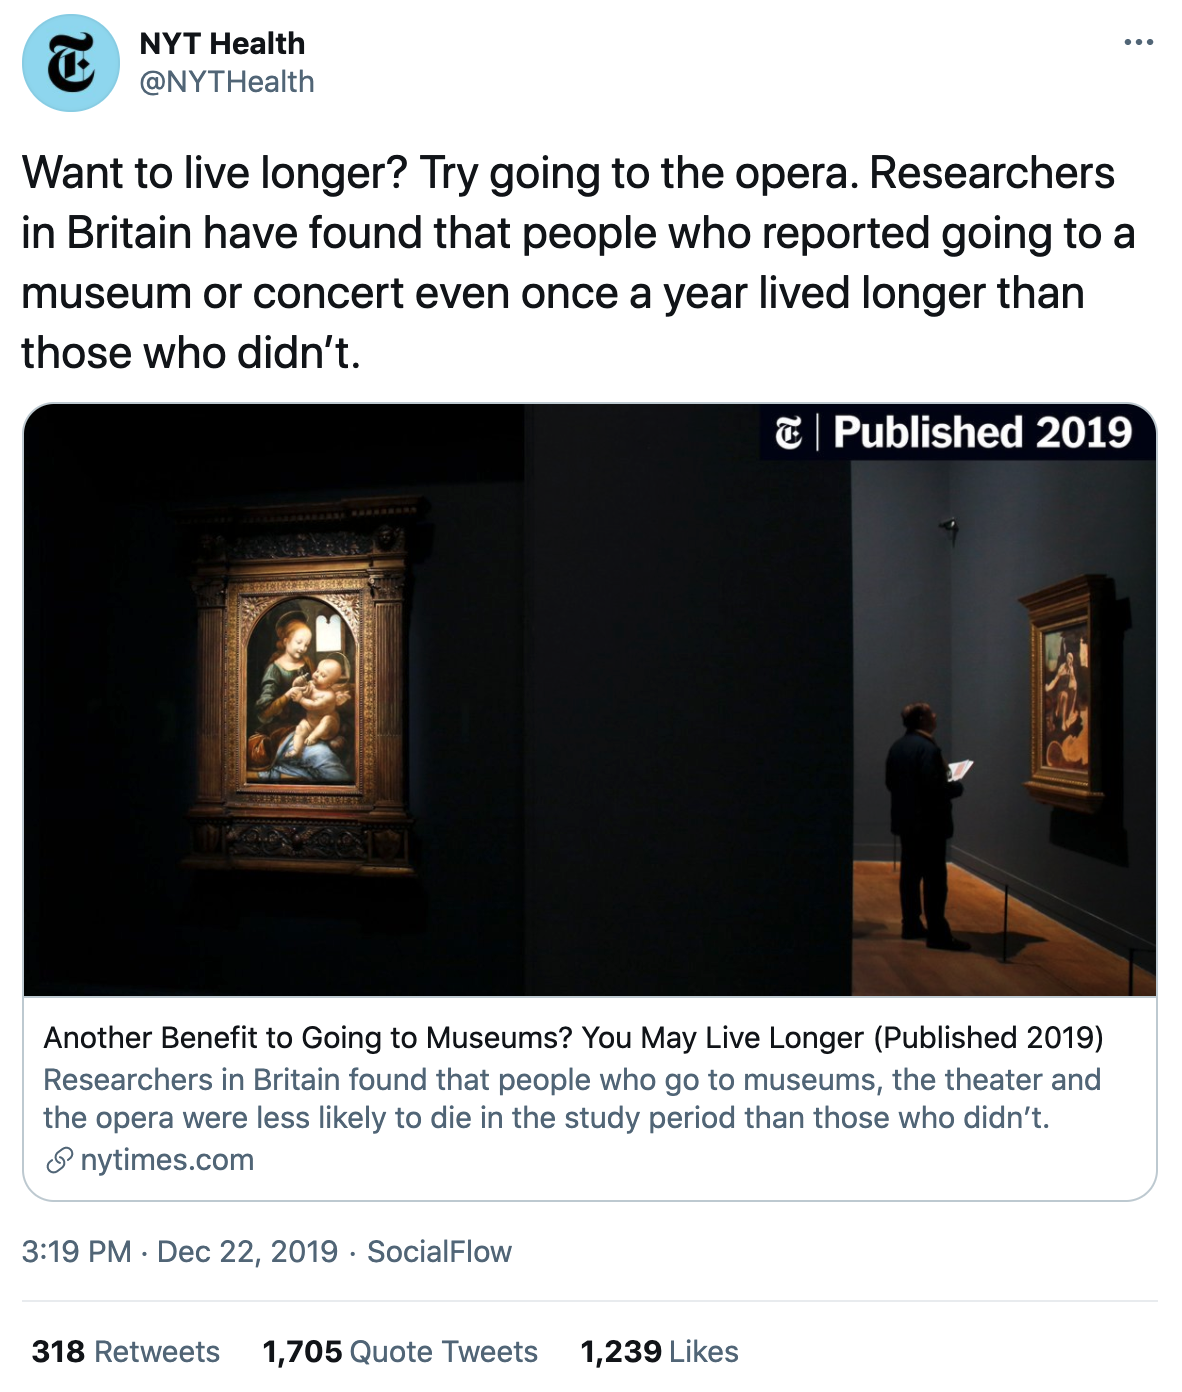 NYT Health
@NYTHealth
Want to live longer? Try going to the opera. Researchers
in Britain have found that people who reported going to a
museum or concert even once a year lived longer than
those who didn’t.
T | Published 2019
Another Benefit to Going to Museums? You May Live Longer (Published 2019)
Researchers in Britain found that people who go to museums, the theater and
the opera were less likely to die in the study period than those who didn’t.
nytimes.com
3:19 PM · Dec 22, 2019 · SocialFlow
318 Retweets 1,705 Quote Tweets 1,239 Likes